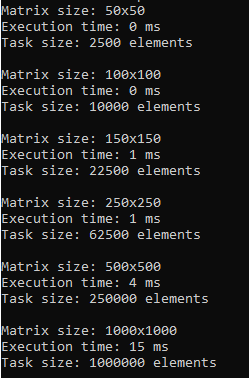 Matrix size: 50x50
Execution time: 0 ms
Task size: 2500 elements
Matrix size: 100x100
Execution time: 0 ms
Task size: 10000 elements
Matrix size: 150x150
Execution time: 1 ms
Task size: 22500 elements
Matrix size: 250x250
Execution time: 1 ms
Task size: 62500 elements
Matrix size: 500x500
Execution time: 4 ms
Task size: 250000 elements
Matrix size: 1000x1000
Execution time: 15 ms
Task size: 1000000 elements